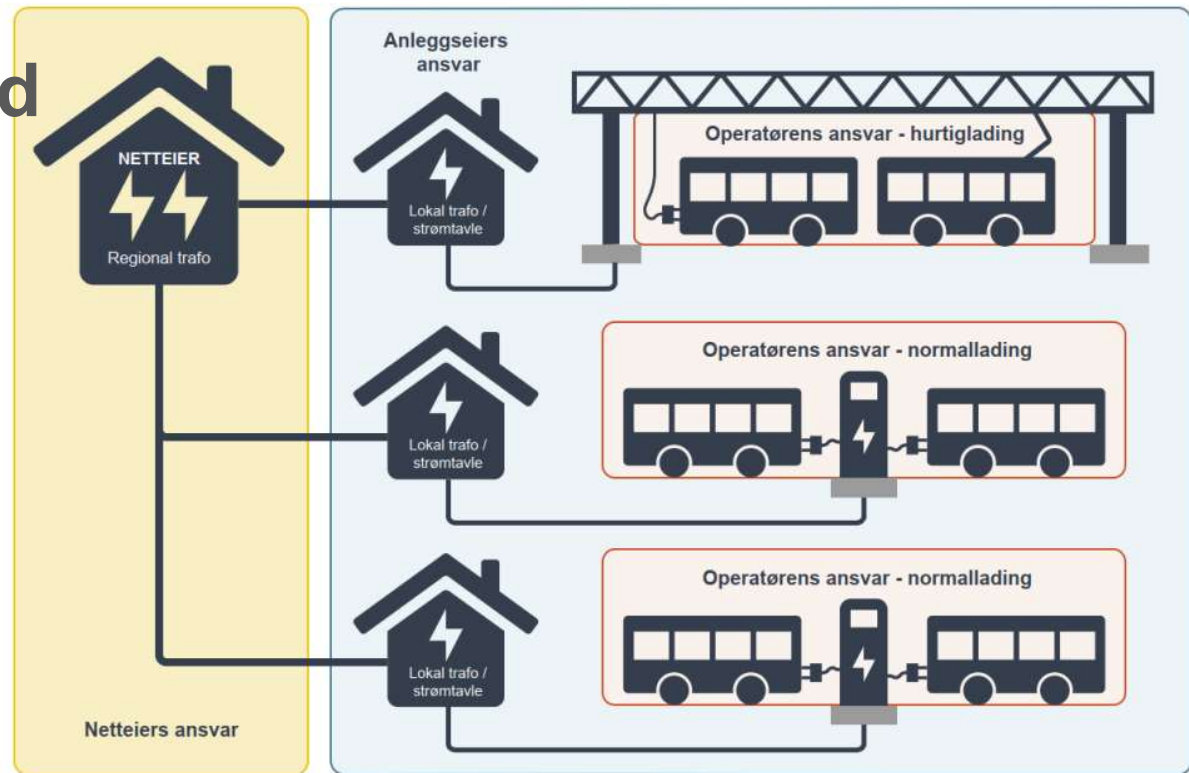 d
NETTEIER
Regional trafo
Netteiers ansvar
Anleggseiers
ansvar
Lokal trafo /
strømtavle
Operatørens ansvar - hurtiglading
Lokal trafo /
strømtavle
Operatørens ansvar - normallading
Lokal trafo /
strømtavle
Operatørens ansvar - normallading